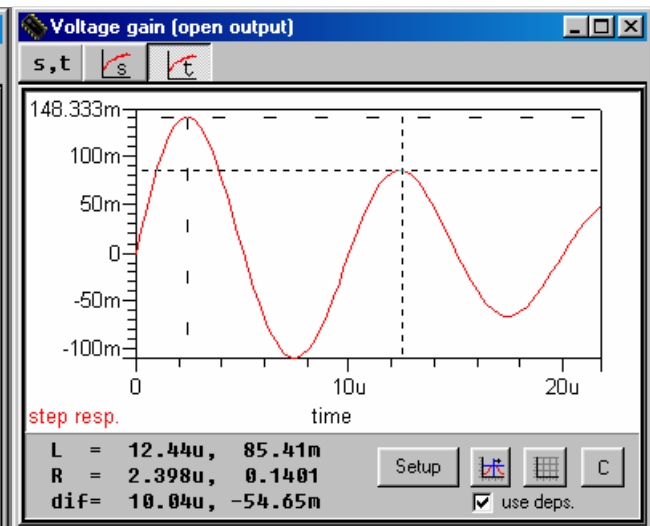 Voltage gain (open output)
s,t s t
148.333m
100m
50m
0
-50m
-100m
0 10u 20u
step resp. time
L = 12.44u, 85.41m
R = 2.398u, 0.1401
dif= 10.04u, -54.65m
Setup C
use deps.